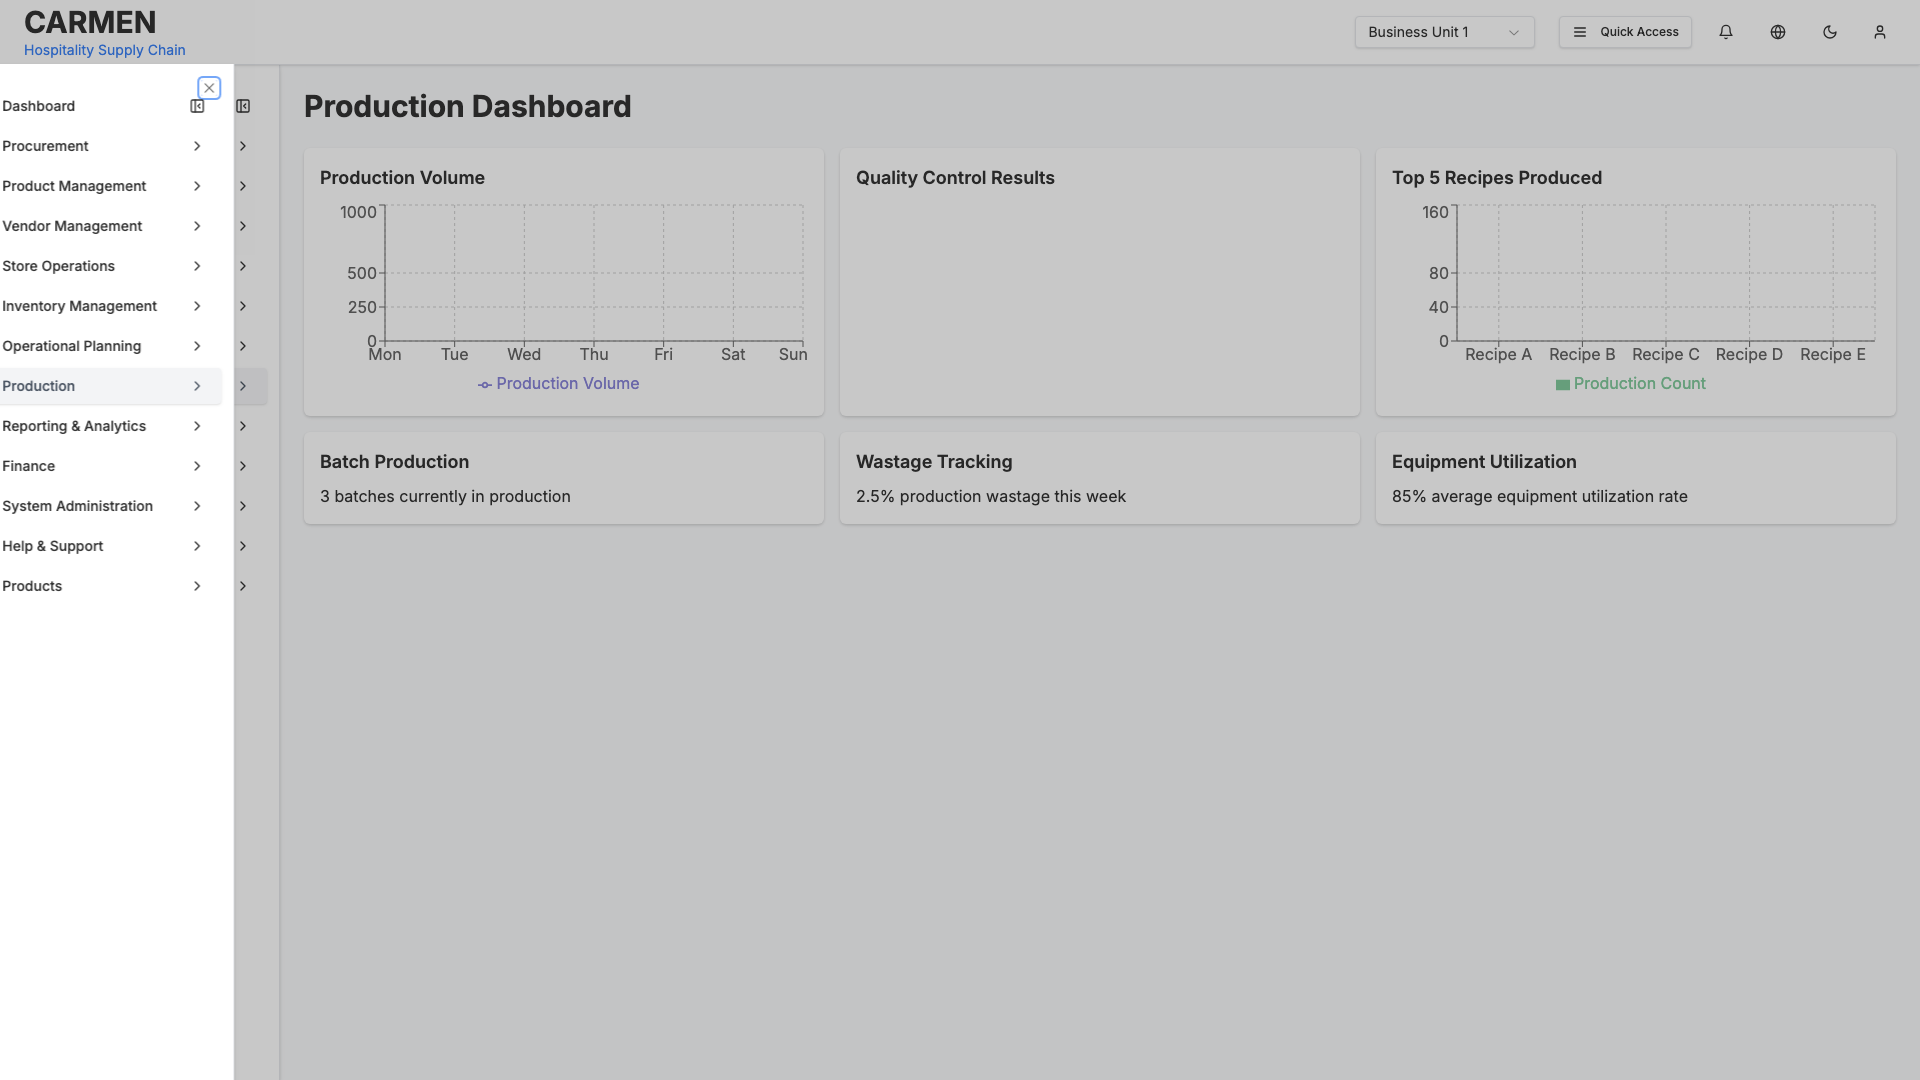 CARMEN
Hospitality Supply Chain
Business Unit 1
Quick Access
Dashboard
Procurement
Product Management
Vendor Management
Store Operations
Inventory Management
Operational Planning
Production
Reporting & Analytics
Finance
System Administration
Help & Support
Products
Production Dashboard
Production Volume
1000
500
250
0
Mon Tue Wed Thu Fri Sat Sun
Production Volume
Quality Control Results
Top 5 Recipes Produced
160
80
40
0
Recipe A Recipe B Recipe C Recipe D Recipe E
Production Count
Batch Production
3 batches currently in production
Wastage Tracking
2.5% production wastage this week
Equipment Utilization
85% average equipment utilization rate